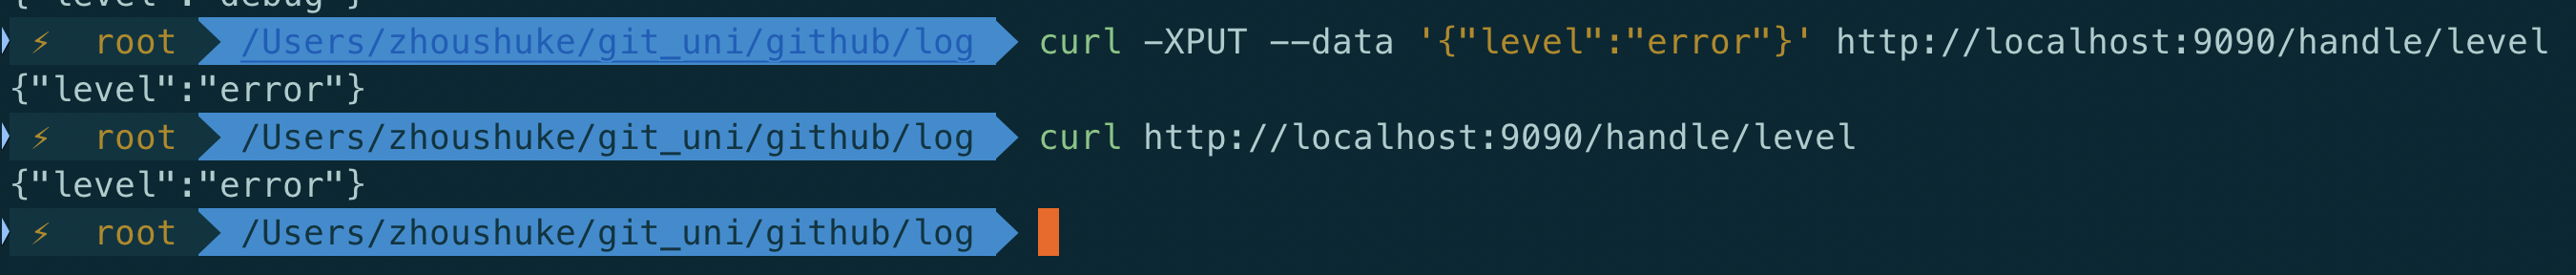 {"level":"debug"}
⚡ root /Users/zhoushuke/git_uni/github/log curl -XPUT --data '{"level":"error"}' http://localhost:9090/handle/level
{"level":"error"}
⚡ root /Users/zhoushuke/git_uni/github/log curl http://localhost:9090/handle/level
{"level":"error"}
⚡ root /Users/zhoushuke/git_uni/github/log